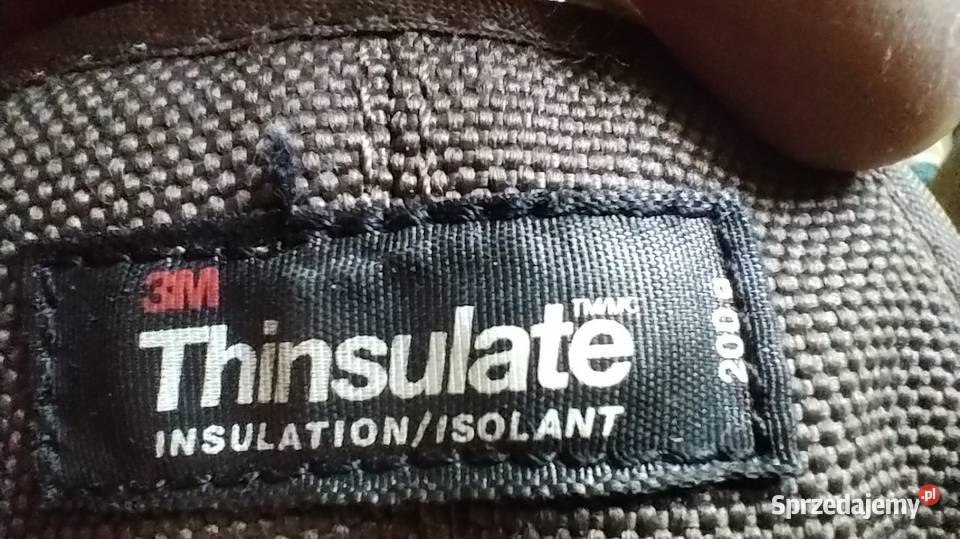 3M
Thinsulate TM/MC
INSULATION/ISOLANT
200g
Sprzedajemy.pl